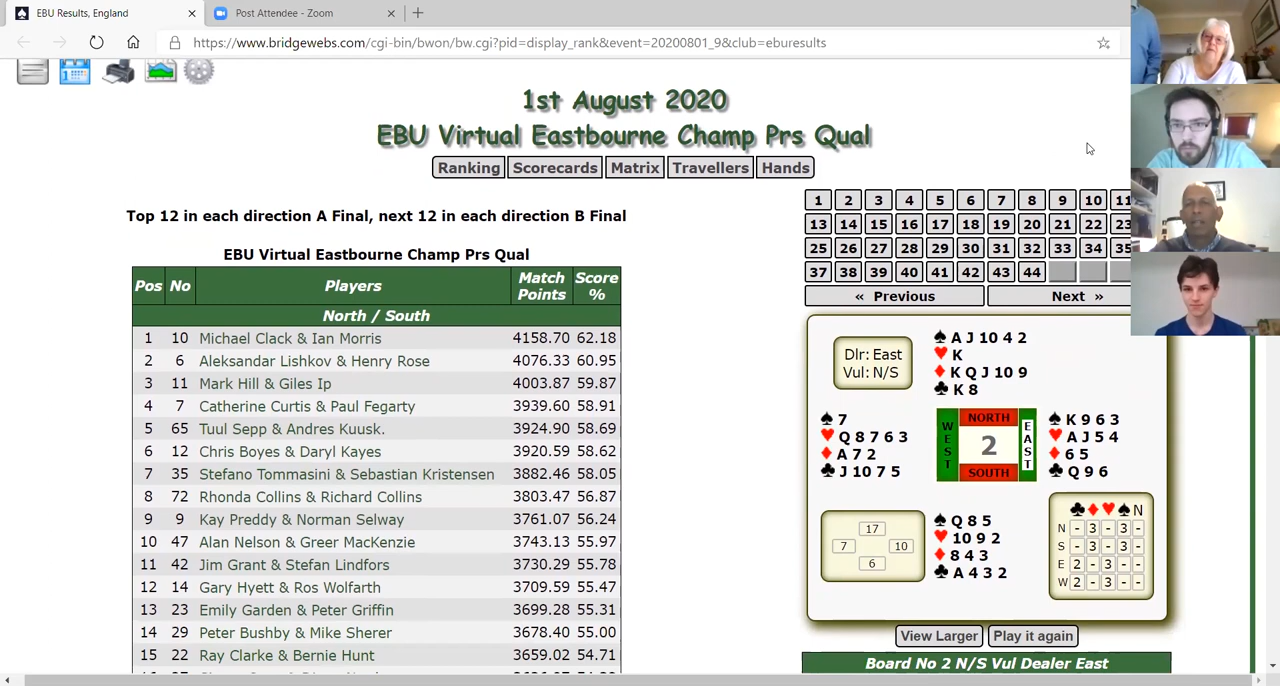 EBU Results, England
Post Attendee - Zoom
https://www.bridgewebs.com/cgi-bin/bwon/bw.cgi?pid=display_rank&event=20200801_9&club=eburesults
1st August 2020
EBU Virtual Eastbourne Champ Prs Qual
Ranking Scorecards Matrix Travellers Hands
Top 12 in each direction A Final, next 12 in each direction B Final
EBU Virtual Eastbourne Champ Prs Qual
Pos No Players Match Points Score %
North / South
1 10 Michael Clack & Ian Morris 4158.70 62.18
2 6 Aleksandar Lishkov & Henry Rose 4076.33 60.95
3 11 Mark Hill & Giles Ip 4003.87 59.87
4 7 Catherine Curtis & Paul Fegarty 3939.60 58.91
5 65 Tuul Sepp & Andres Kuusk. 3924.90 58.69
6 12 Chris Boyes & Daryl Kayes 3920.59 58.62
7 35 Stefano Tommasini & Sebastian Kristensen 3882.46 58.05
8 72 Rhonda Collins & Richard Collins 3803.47 56.87
9 9 Kay Preddy & Norman Selway 3761.07 56.24
10 47 Alan Nelson & Greer MacKenzie 3743.13 55.97
11 42 Jim Grant & Stefan Lindfors 3730.29 55.78
12 14 Gary Hyett & Ros Wolfarth 3709.59 55.47
13 23 Emily Garden & Peter Griffin 3699.28 55.31
14 29 Peter Bushby & Mike Sherer 3678.40 55.00
15 22 Ray Clarke & Bernie Hunt 3659.02 54.71
1 2 3 4 5 6 7 8 9 10 11
13 14 15 16 17 18 19 20 21 22 23
25 26 27 28 29 30 31 32 33 34 35
37 38 39 40 41 42 43 44
« Previous Next »
Dlr: East
Vul: N/S
♠ A J 10 4 2
♥ K
♦ K Q J 10 9
♣ K 8
♠ 7
♥ Q 8 7 6 3
♦ A 7 2
♣ J 10 7 5
NORTH
WEST 2 EAST
SOUTH
♠ K 9 6 3
♥ A J 5 4
♦ 6 5
♣ Q 9 6
17
7 10
6
♠ Q 8 5
♥ 10 9 2
♦ 8 4 3
♣ A 4 3 2
♣ ♦ ♥ ♠ N
N - 3 - 3 -
S - 3 - 3 -
E 2 - 3 - -
W 2 - 3 - -
View Larger Play it again
Board No 2 N/S Vul Dealer East